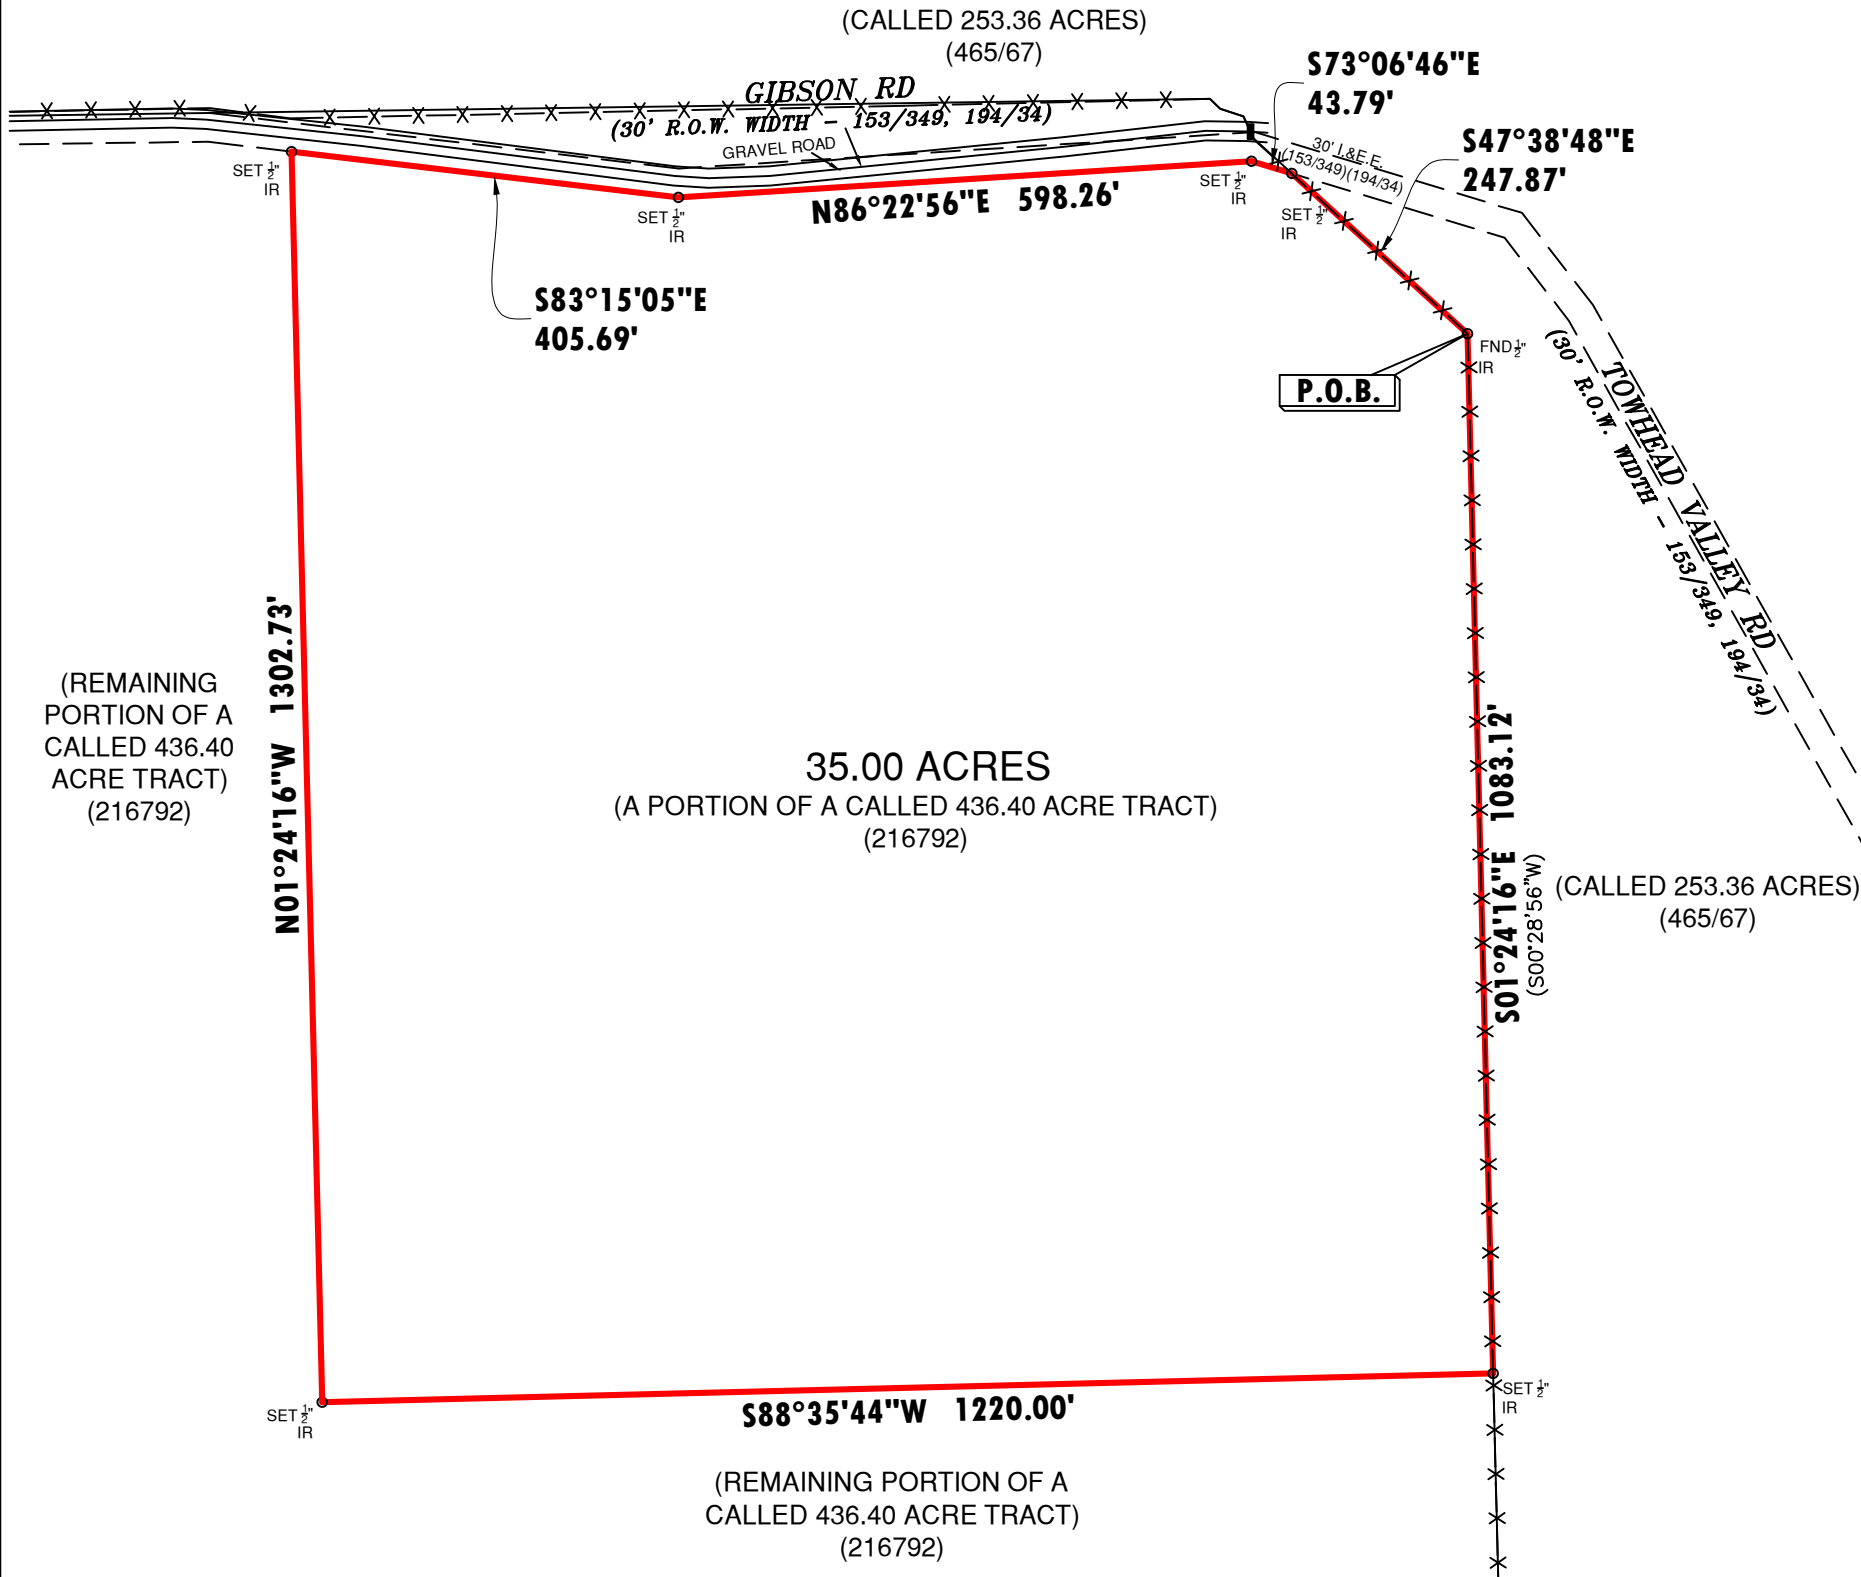 (CALLED 253.36 ACRES)
(465/67)
GIBSON RD
(30' R.O.W. WIDTH - 153/349, 194/34)
GRAVEL ROAD
S73°06'46"E
43.79'
S47°38'48"E
247.87'
30' I.&E.E.
(153/349)(194/34)
SET 1/2"
IR
SET 1/2"
IR
N86°22'56"E 598.26'
SET 1/2"
IR
SET 1/2"
IR
S83°15'05"E
405.69'
FND 1/2"
IR
P.O.B.
TOWHEAD VALLEY RD
(30' R.O.W. WIDTH - 153/349, 194/34)
N01°24'16"W 1302.73'
(REMAINING
PORTION OF A
CALLED 436.40
ACRE TRACT)
(216792)
35.00 ACRES
(A PORTION OF A CALLED 436.40 ACRE TRACT)
(216792)
S01°24'16"E 1083.12'
(S00°28'56"W)
(CALLED 253.36 ACRES)
(465/67)
SET 1/2"
IR
S88°35'44"W 1220.00'
SET 1/2"
IR
(REMAINING PORTION OF A
CALLED 436.40 ACRE TRACT)
(216792)